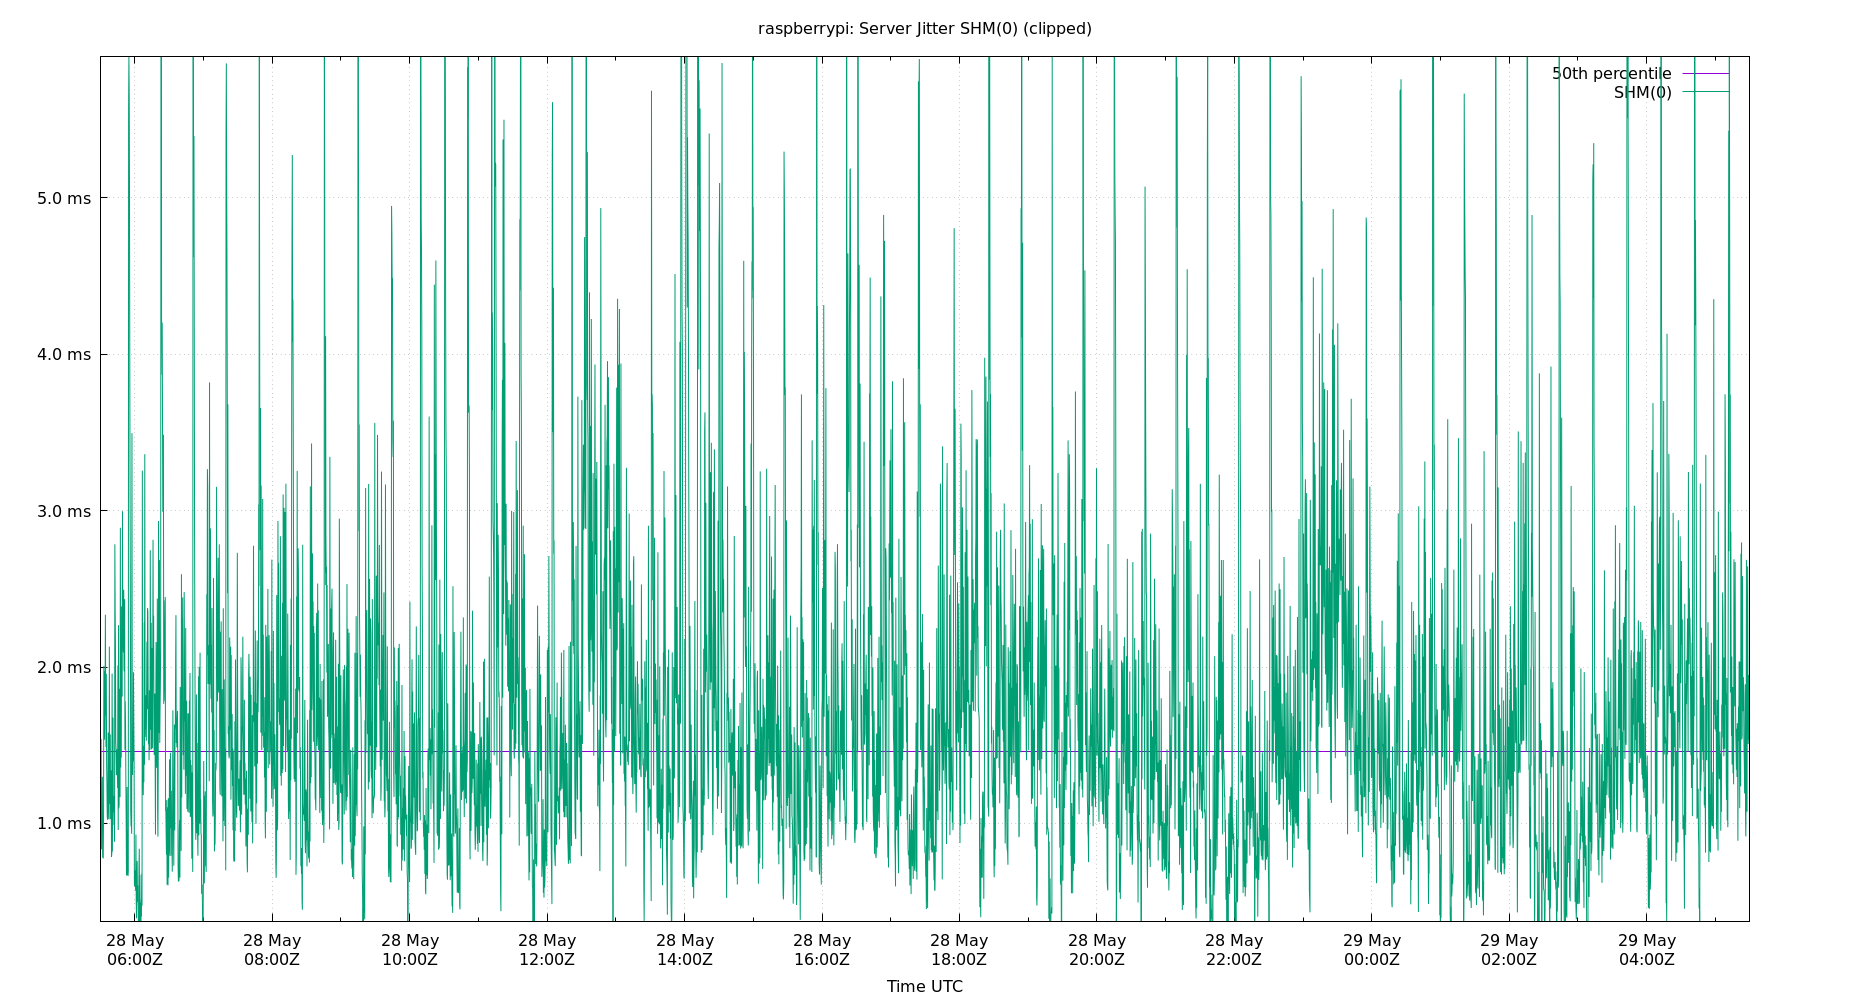 raspberrypi: Server Jitter SHM(0) (clipped)
50th percentile
SHM(0)
5.0 ms
4.0 ms
3.0 ms
2.0 ms
1.0 ms
28 May 28 May 28 May 28 May 28 May 28 May 28 May 28 May 28 May 29 May 29 May 29 May
06:00Z 08:00Z 10:00Z 12:00Z 14:00Z 16:00Z 18:00Z 20:00Z 22:00Z 00:00Z 02:00Z 04:00Z
Time UTC